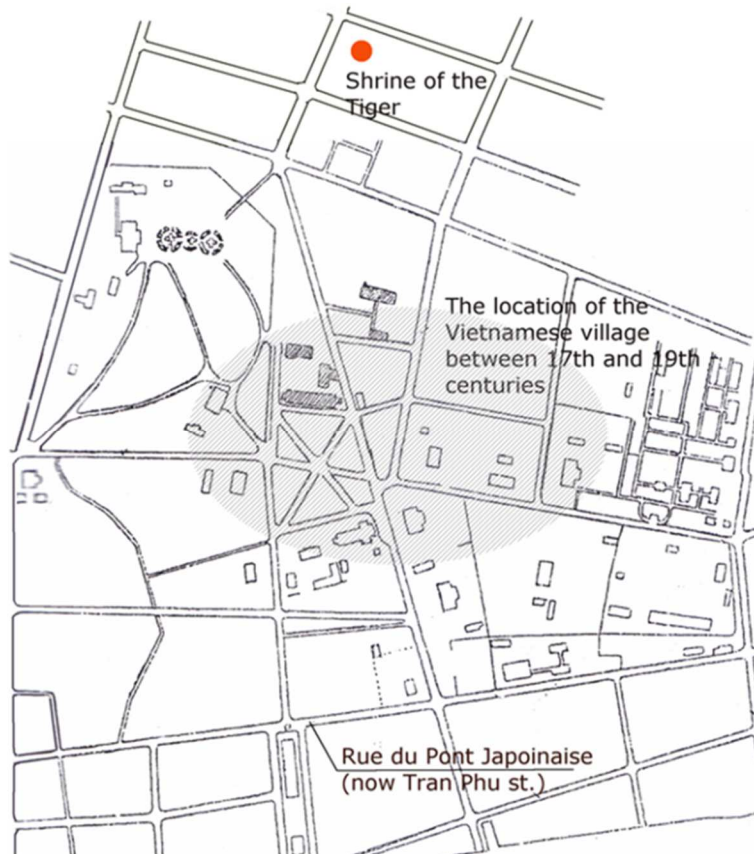 Shrine of the
Tiger
The location of the
Vietnamese village
between 17th and 19th
centuries
Rue du Pont Japoinaise
(now Tran Phu st.)